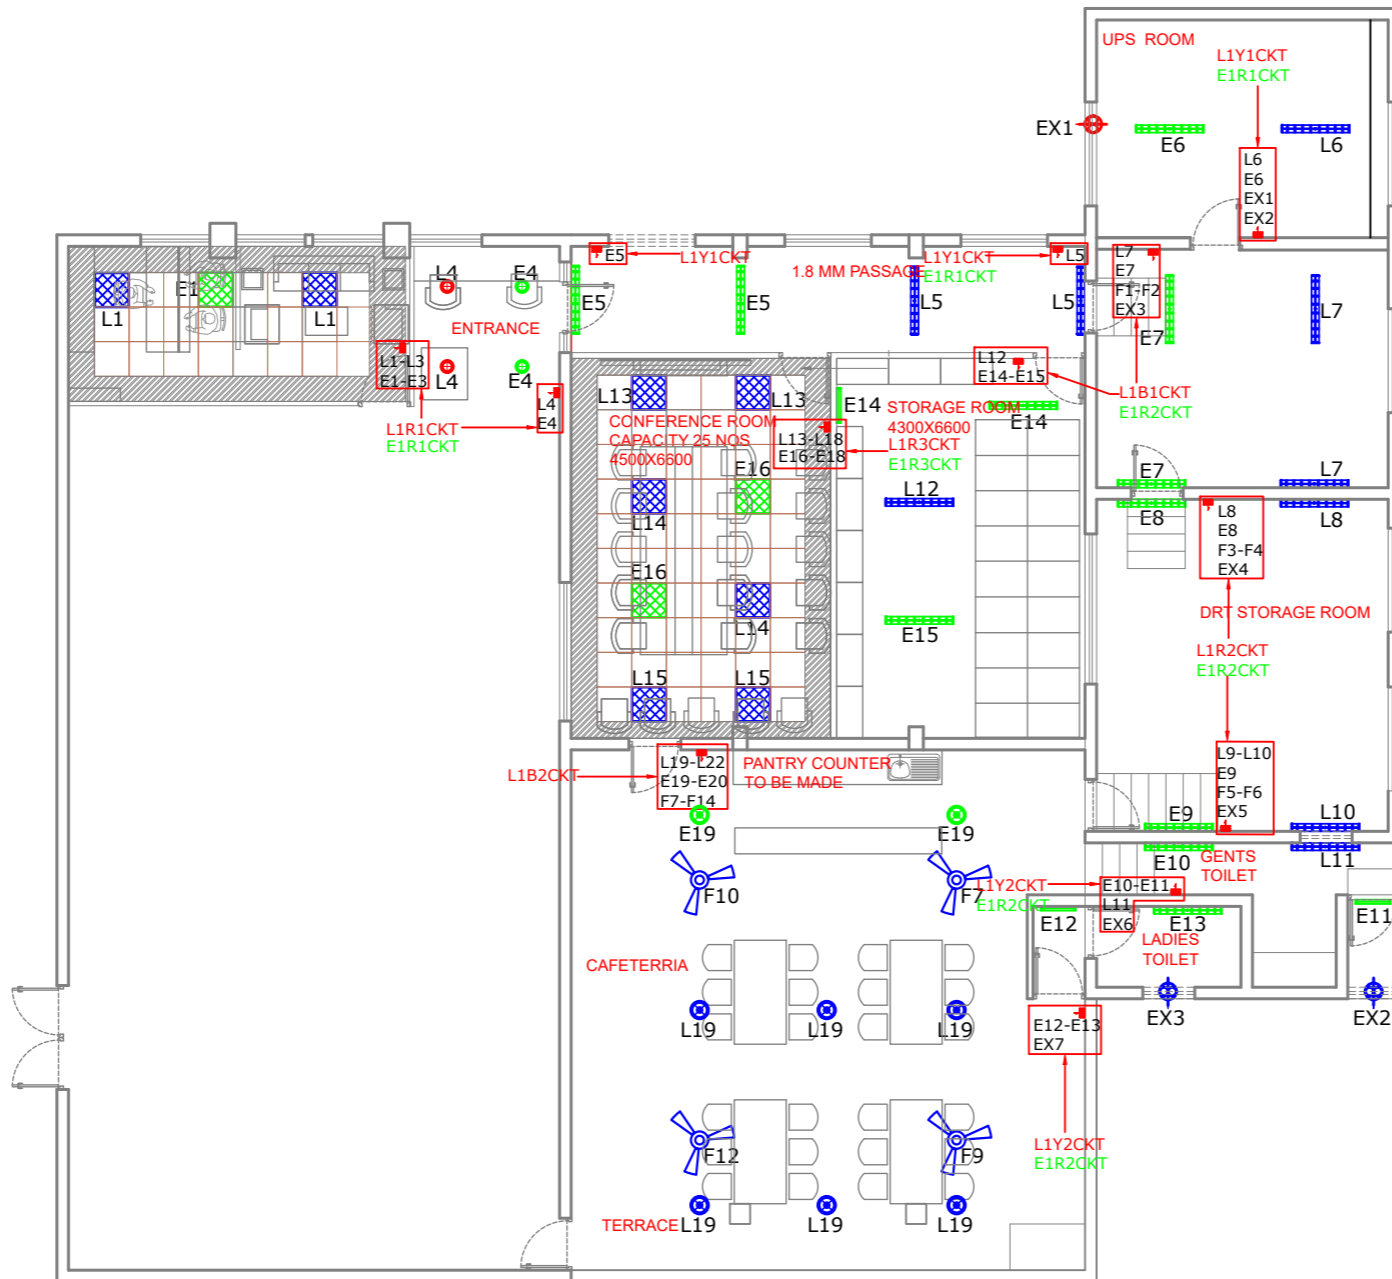 UPS ROOM
L1Y1CKT
E1R1CKT
EX1
E6
L6
L6
E6
EX1
EX2
E5
L1Y1CKT
L1Y1CKT
E1R1CKT
L5
1.8 MM PASSAGE
L7
E7
F1-F2
EX3
L4
E4
E1
L1
L1
E5
E5
L5
L5
E7
L7
ENTRANCE
L1-L3
E1-E3
L4
E4
L12
E14-E15
L1B1CKT
E1R2CKT
L4
E4
L1R1CKT
E1R1CKT
L13
L13
E14
STORAGE ROOM
4300X6600
E14
CONFERENCE ROOM
CAPACITY 25 NOS
4500X6600
L13-L18
E16-E18
L1R3CKT
E1R3CKT
E16
L14
L12
E7
L7
E8
L8
L8
E8
F3-F4
EX4
E16
L14
E15
DRT STORAGE ROOM
L1R2CKT
E1R2CKT
L15
L15
L19-L22
E19-E20
F7-F14
L1B2CKT
PANTRY COUNTER
TO BE MADE
L9-L10
E9
F5-F6
EX5
E19
E19
E9
L10
E10
L11
GENTS
TOILET
F10
F7
L1Y2CKT
E1R2CKT
E10-E11
L11
EX6
E12
E13
E11
LADIES
TOILET
CAFETERRIA
L19
L19
L19
EX3
EX2
E12-E13
EX7
L1Y2CKT
E1R2CKT
F12
F9
TERRACE
L19
L19
L19